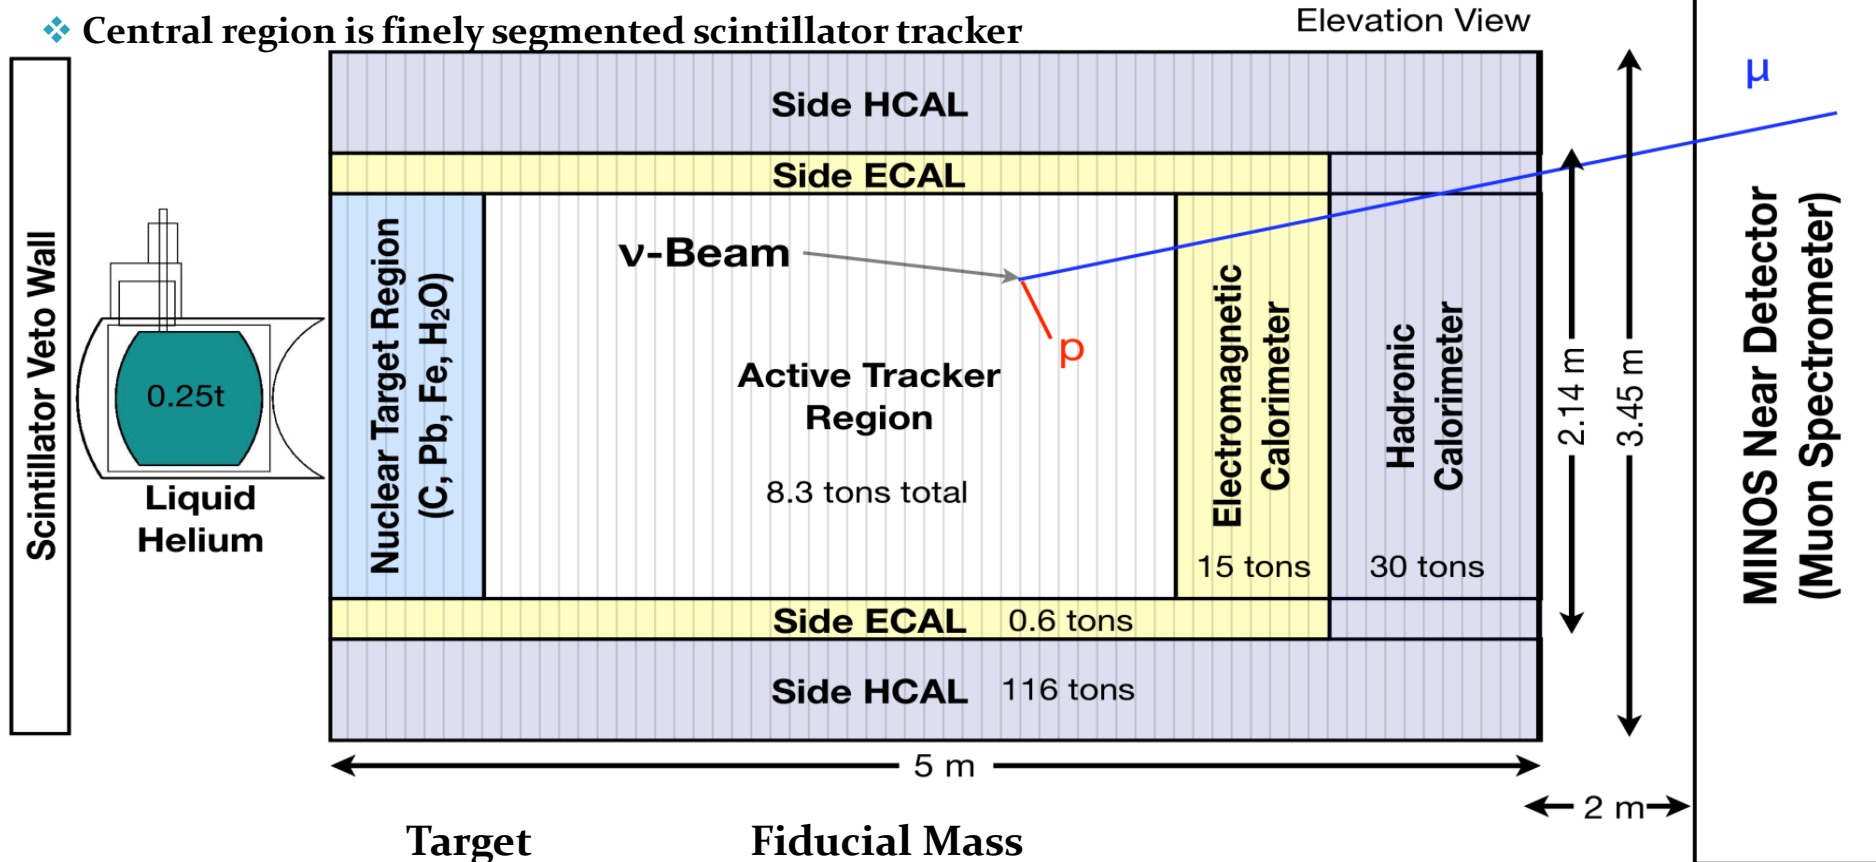 ❖ Central region is finely segmented scintillator tracker
Elevation View
Scintillator Veto Wall
0.25t
Liquid
Helium
Side HCAL
Side ECAL
Nuclear Target Region
(C, Pb, Fe, H₂O)
ν-Beam
p
μ
Active Tracker
Region
8.3 tons total
Electromagnetic
Calorimeter
15 tons
Hadronic
Calorimeter
30 tons
Side ECAL 0.6 tons
Side HCAL 116 tons
2.14 m
3.45 m
MINOS Near Detector
(Muon Spectrometer)
5 m
2 m
Target Fiducial Mass